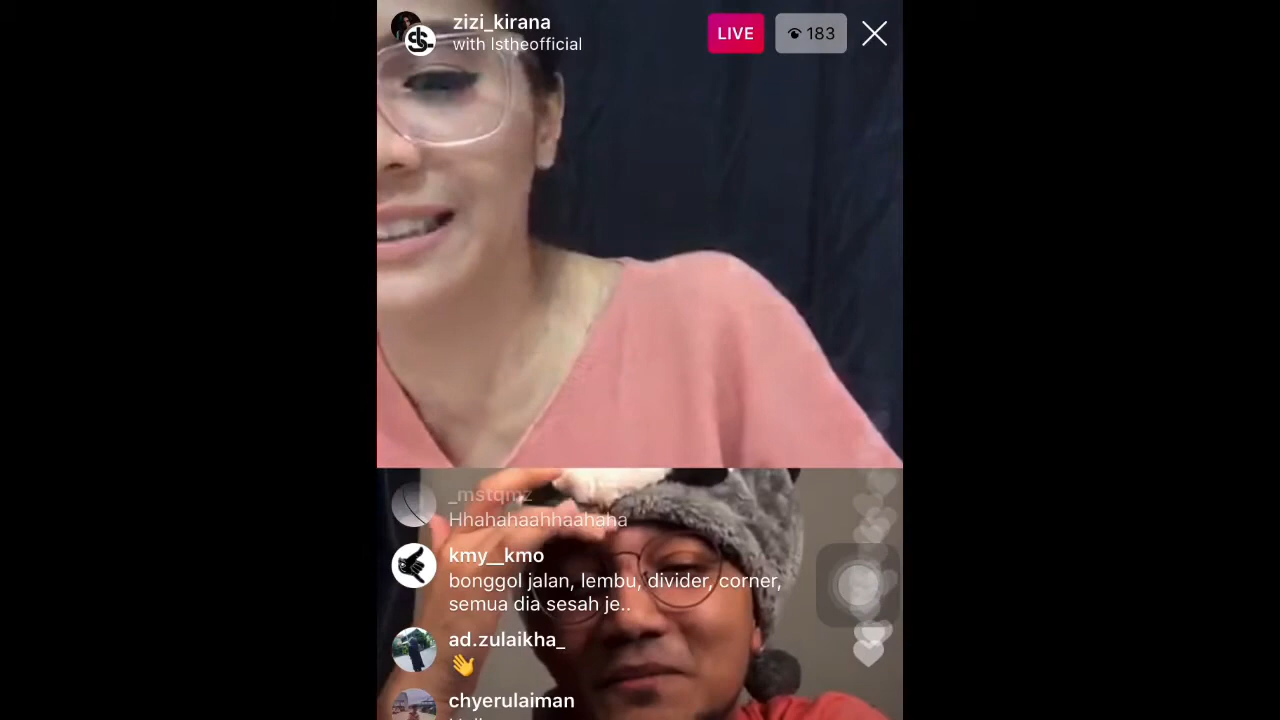 zizi_kirana
with lstheofficial
LIVE
183
_mstqmz
Hhahahaahhaahaha
kmy__kmo
bonggol jalan, lembu, divider, corner,
semua dia sesah je..
ad.zulaikha_
👋
chyerulaiman